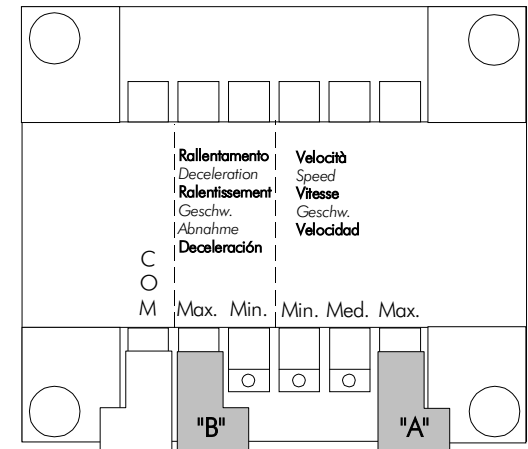 Rallentamento
Deceleration
Ralentissement
Geschw.
Abnahme
Deceleración
Velocità
Speed
Vitesse
Geschw.
Velocidad
C
O
M
Max. Min. Min. Med. Max.
"B" "A"